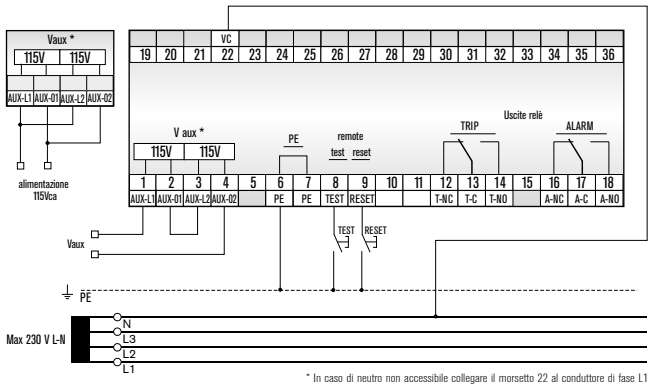 Vaux *
115V 115V
AUX-L1 AUX-01 AUX-L2 AUX-02
alimentazione
115Vca
VC
19 20 21 22 23 24 25 26 27 28 29 30 31 32 33 34 35 36
Uscite relè
TRIP ALARM
V aux *
115V 115V
PE
remote
test reset
1 2 3 4 5 6 7 8 9 10 11 12 13 14 15 16 17 18
AUX-L1 AUX-01 AUX-L2 AUX-02 PE PE TEST RESET T-NC T-C T-NO A-NC A-C A-NO
TEST RESET
Vaux
PE
Max 230 V L-N
N
L3
L2
L1
* In caso di neutro non accessibile collegare il morsetto 22 al conduttore di fase L1